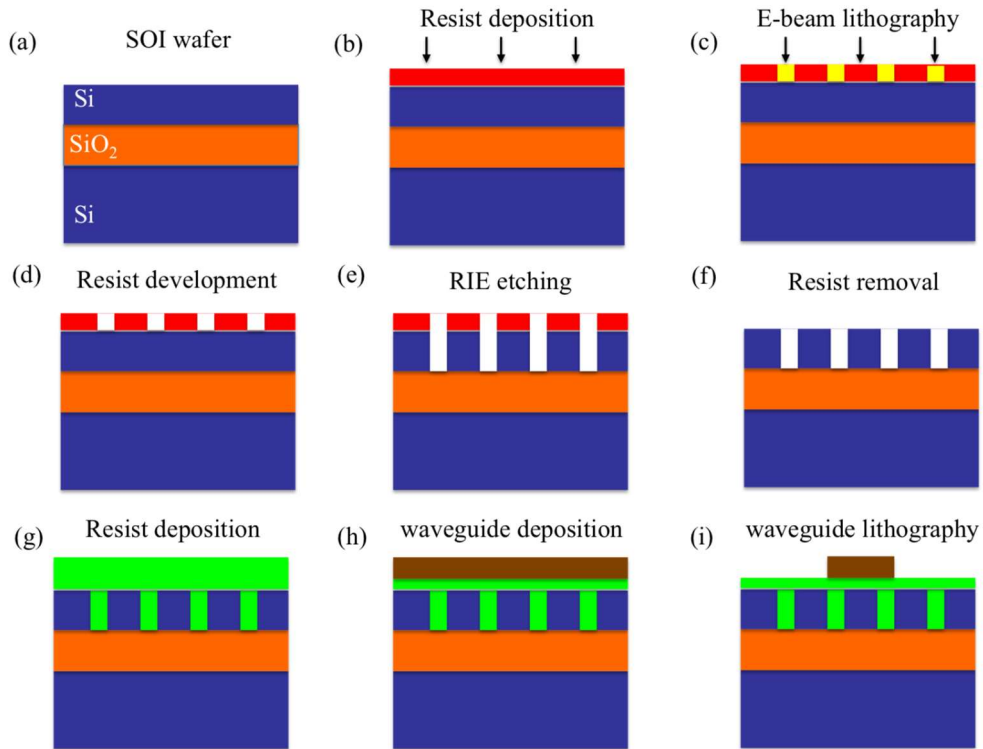 (a) SOI wafer
Si
SiO₂
Si
(b) Resist deposition
(c) E-beam lithography
(d) Resist development
(e) RIE etching
(f) Resist removal
(g) Resist deposition
(h) waveguide deposition
(i) waveguide lithography